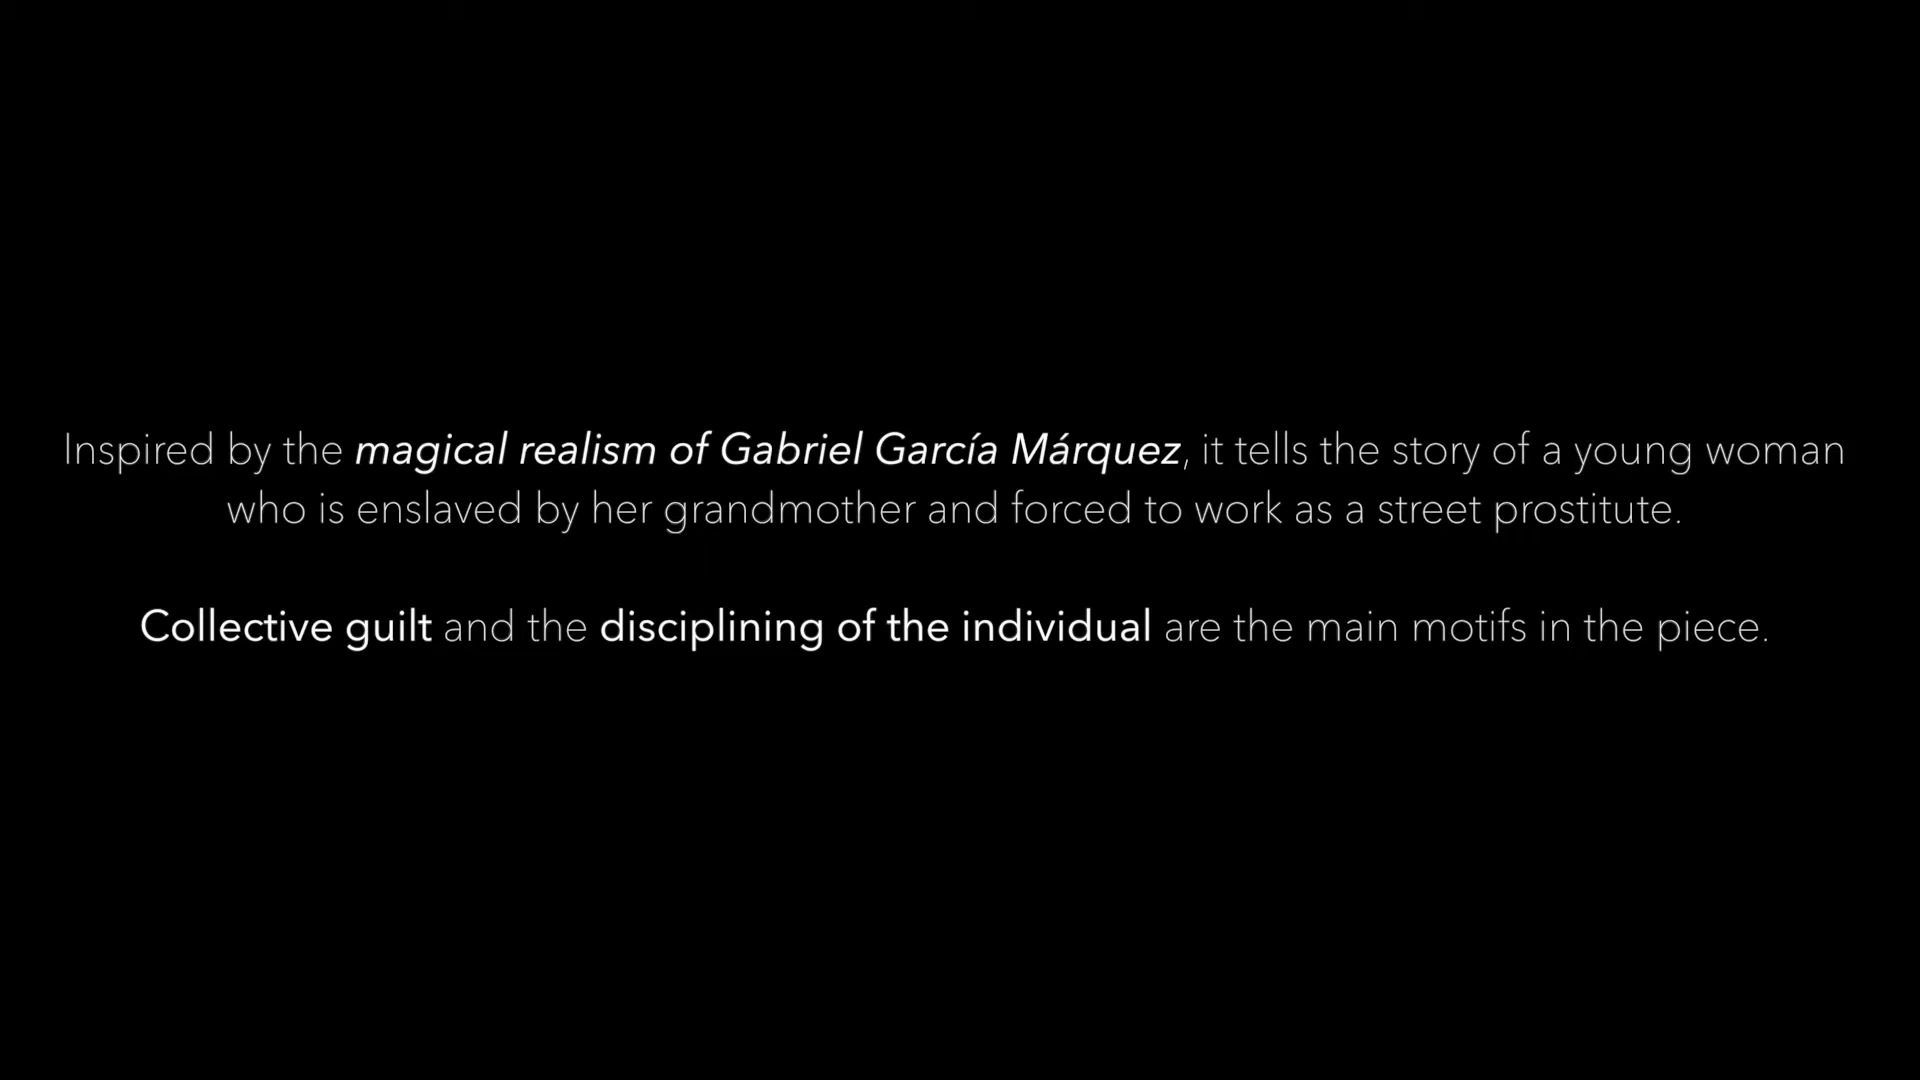 Inspired by the magical realism of Gabriel García Márquez, it tells the story of a young woman
who is enslaved by her grandmother and forced to work as a street prostitute.
Collective guilt and the disciplining of the individual are the main motifs in the piece.